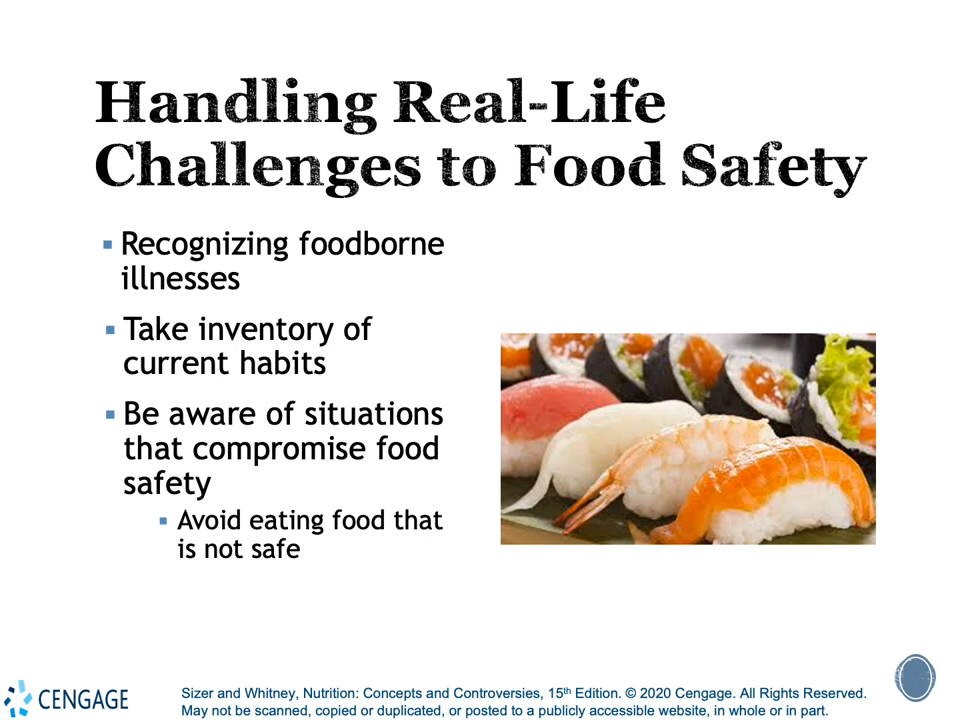 Handling Real-Life
Challenges to Food Safety
▪ Recognizing foodborne
illnesses
▪ Take inventory of
current habits
▪ Be aware of situations
that compromise food
safety
▪ Avoid eating food that
is not safe
CENGAGE
Sizer and Whitney, Nutrition: Concepts and Controversies, 15th Edition. © 2020 Cengage. All Rights Reserved.
May not be scanned, copied or duplicated, or posted to a publicly accessible website, in whole or in part.